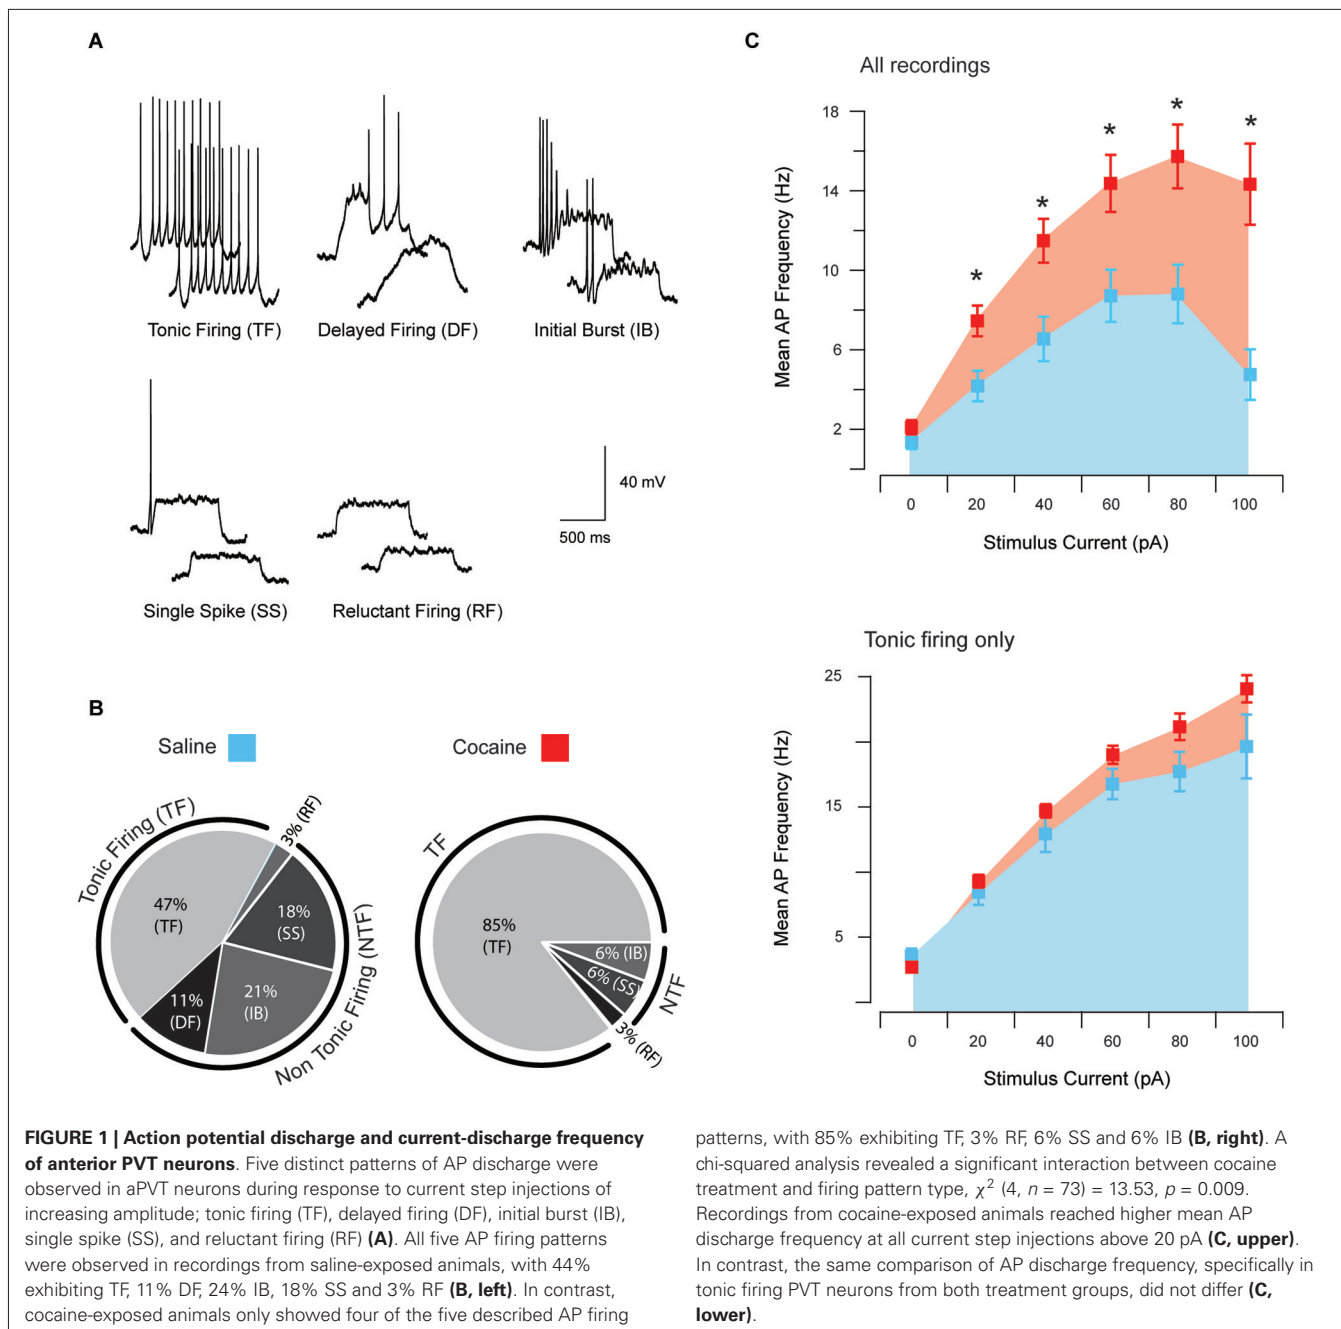 A
Tonic Firing (TF)
Delayed Firing (DF)
Initial Burst (IB)
Single Spike (SS)
Reluctant Firing (RF)
40 mV
500 ms
B
Saline
Cocaine
Tonic Firing (TF)
3% (RF)
47%
(TF)
18%
(SS)
21%
(IB)
11%
(DF)
Non Tonic Firing (NTF)
TF
85%
(TF)
6% (IB)
6% (SS)
3% (RF)
NTF
C
All recordings
Mean AP Frequency (Hz)
18
14
10
6
2
* * * * *
0 20 40 60 80 100
Stimulus Current (pA)
Tonic firing only
Mean AP Frequency (Hz)
25
15
5
0 20 40 60 80 100
Stimulus Current (pA)
FIGURE 1 | Action potential discharge and current-discharge frequency
of anterior PVT neurons. Five distinct patterns of AP discharge were
observed in aPVT neurons during response to current step injections of
increasing amplitude; tonic firing (TF), delayed firing (DF), initial burst (IB),
single spike (SS), and reluctant firing (RF) (A). All five AP firing patterns
were observed in recordings from saline-exposed animals, with 44%
exhibiting TF, 11% DF, 24% IB, 18% SS and 3% RF (B, left). In contrast,
cocaine-exposed animals only showed four of the five described AP firing
patterns, with 85% exhibiting TF, 3% RF, 6% SS and 6% IB (B, right). A
chi-squared analysis revealed a significant interaction between cocaine
treatment and firing pattern type, χ² (4, n = 73) = 13.53, p = 0.009.
Recordings from cocaine-exposed animals reached higher mean AP
discharge frequency at all current step injections above 20 pA (C, upper).
In contrast, the same comparison of AP discharge frequency, specifically in
tonic firing PVT neurons from both treatment groups, did not differ (C,
lower).